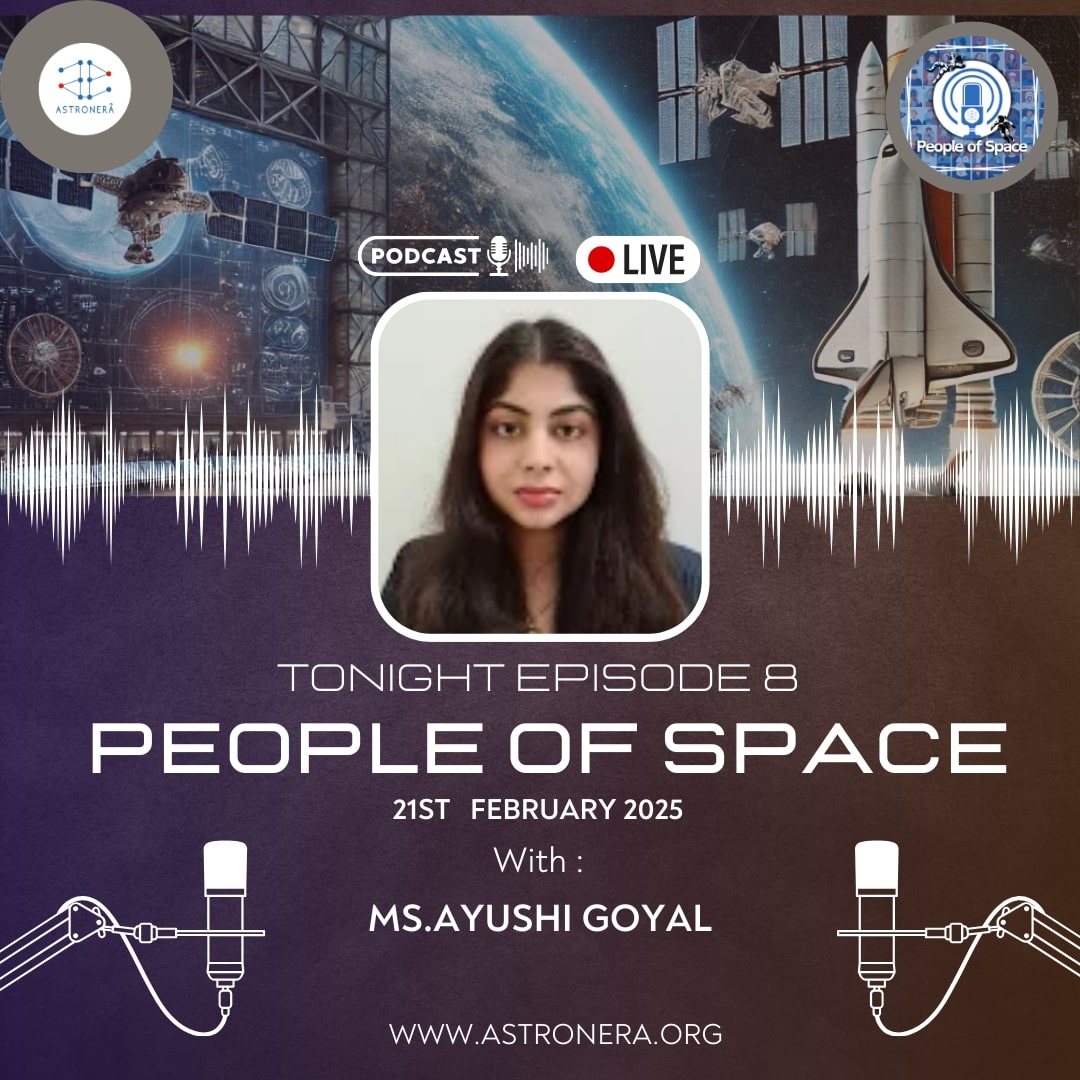 ASTRONERÂ
People of Space
PODCAST
LIVE
TONIGHT EPISODE 8
PEOPLE OF SPACE
21ST FEBRUARY 2025
With :
MS.AYUSHI GOYAL
WWW.ASTRONERA.ORG